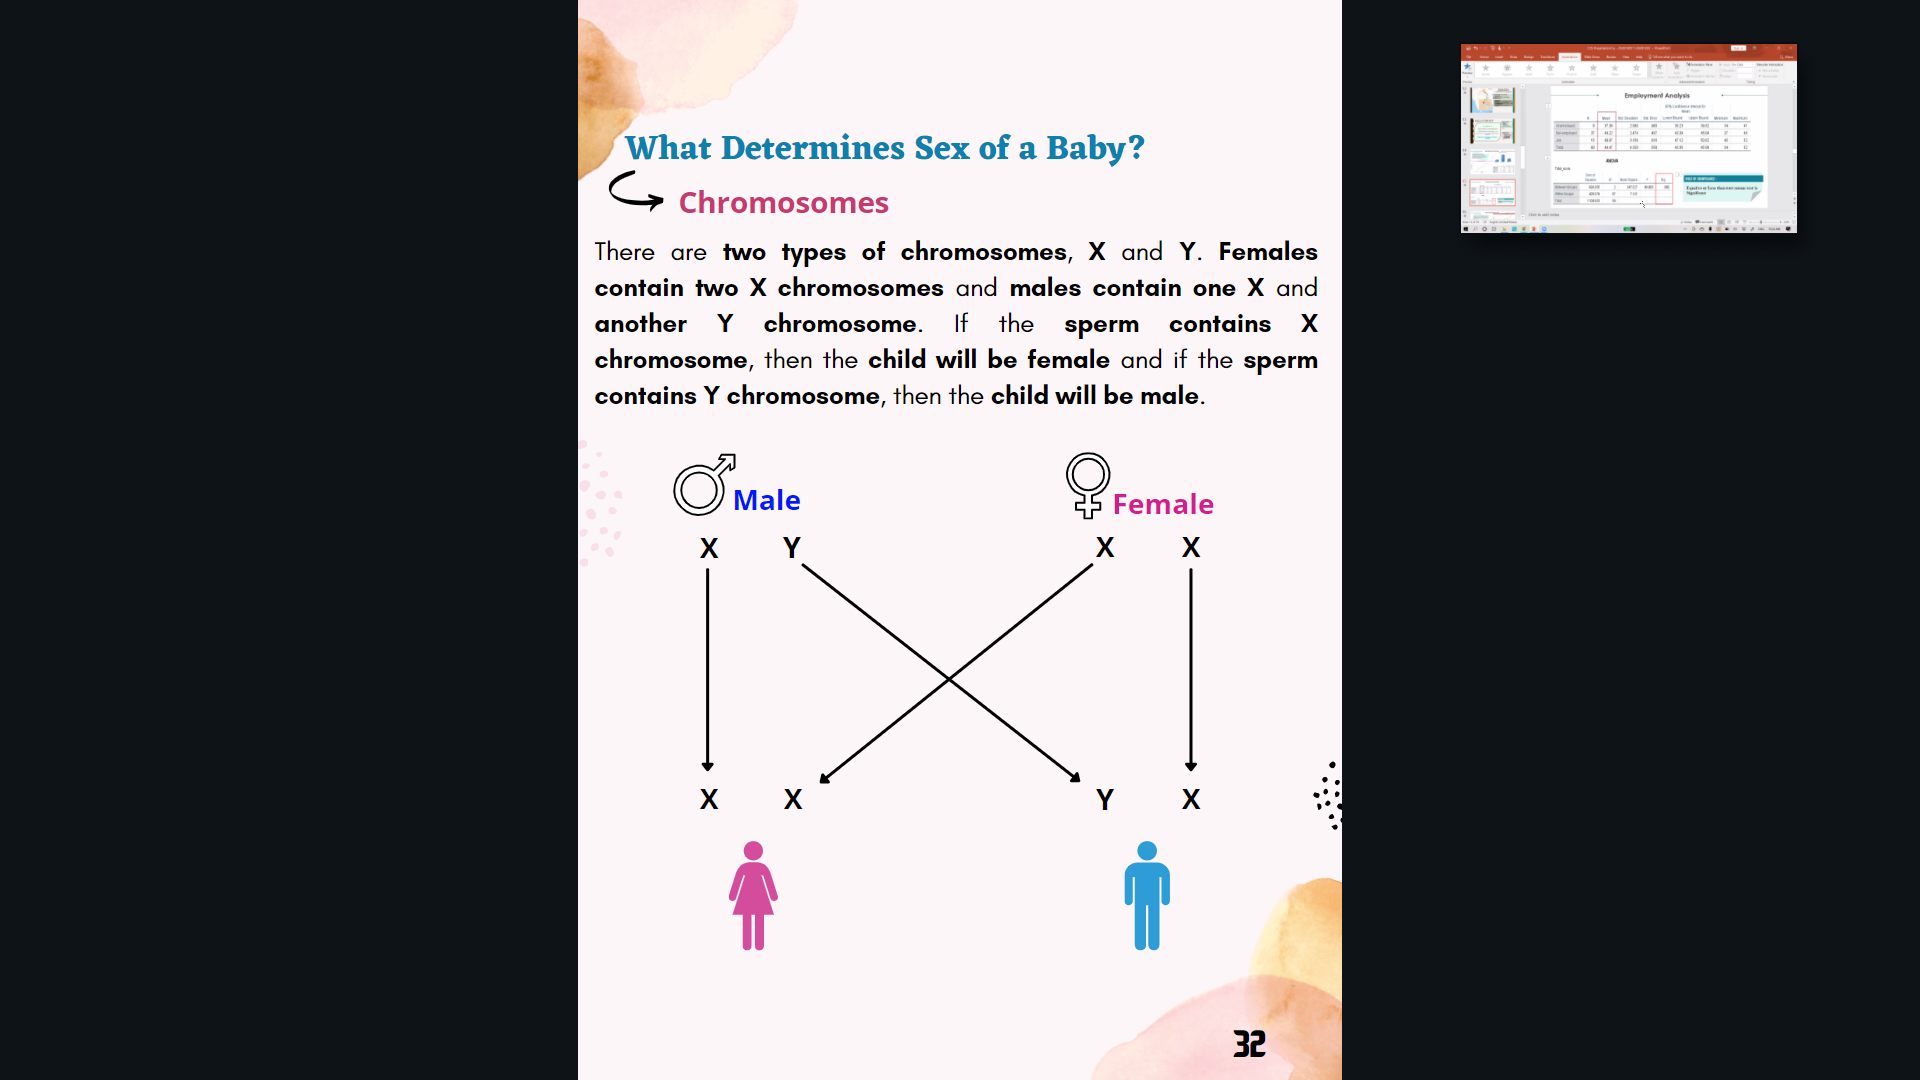 What Determines Sex of a Baby?
Chromosomes
There are two types of chromosomes, X and Y. Females
contain two X chromosomes and males contain one X and
another Y chromosome. If the sperm contains X
chromosome, then the child will be female and if the sperm
contains Y chromosome, then the child will be male.
Male
Female
X Y X X
X X Y X
32
Employment Analysis
ANOVA